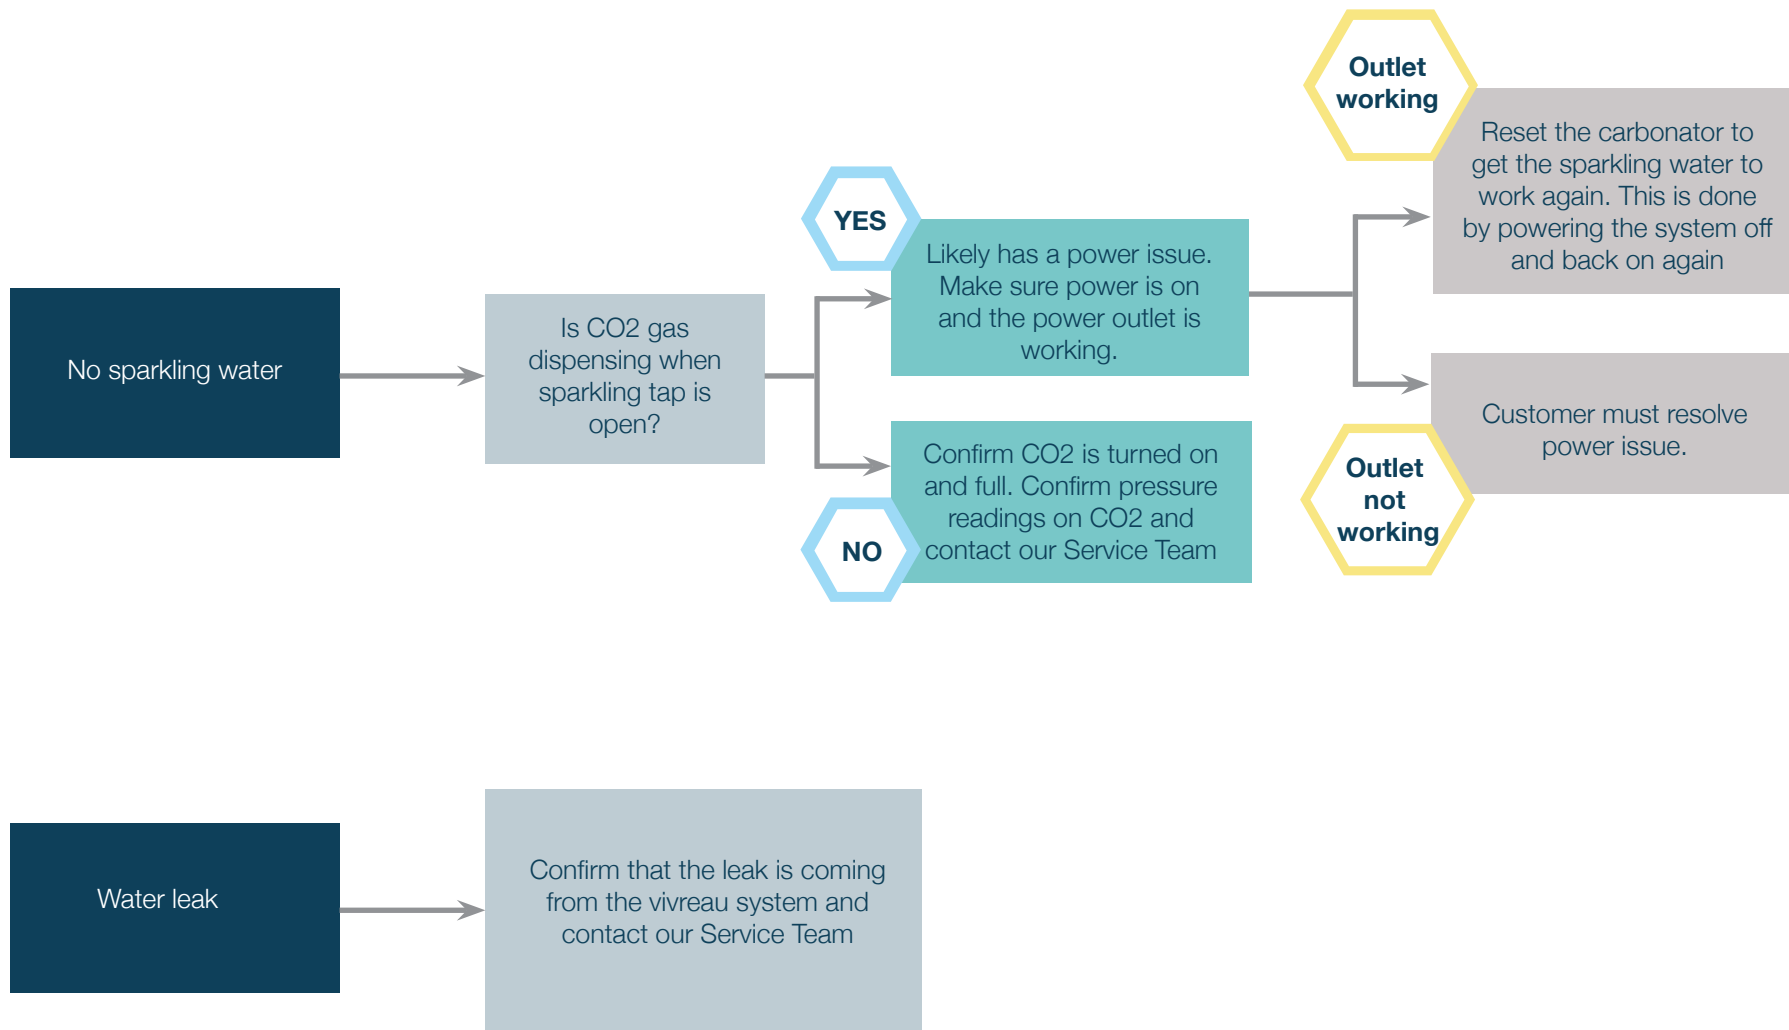 No sparkling water
Is CO2 gas
dispensing when
sparkling tap is
open?
YES
Likely has a power issue.
Make sure power is on
and the power outlet is
working.
NO
Confirm CO2 is turned on
and full. Confirm pressure
readings on CO2 and
contact our Service Team
Outlet
working
Reset the carbonator to
get the sparkling water to
work again. This is done
by powering the system off
and back on again
Outlet
not
working
Customer must resolve
power issue.
Water leak
Confirm that the leak is coming
from the vivreau system and
contact our Service Team